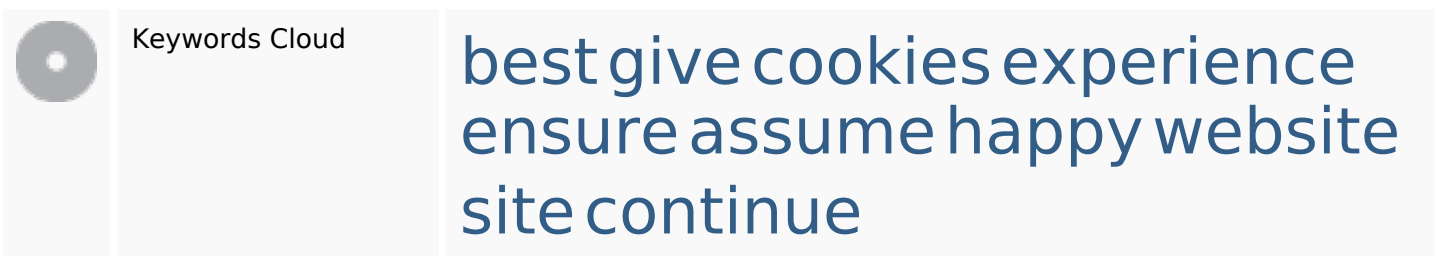 Keywords Cloud
best give cookies experience
ensure assume happy website
site continue